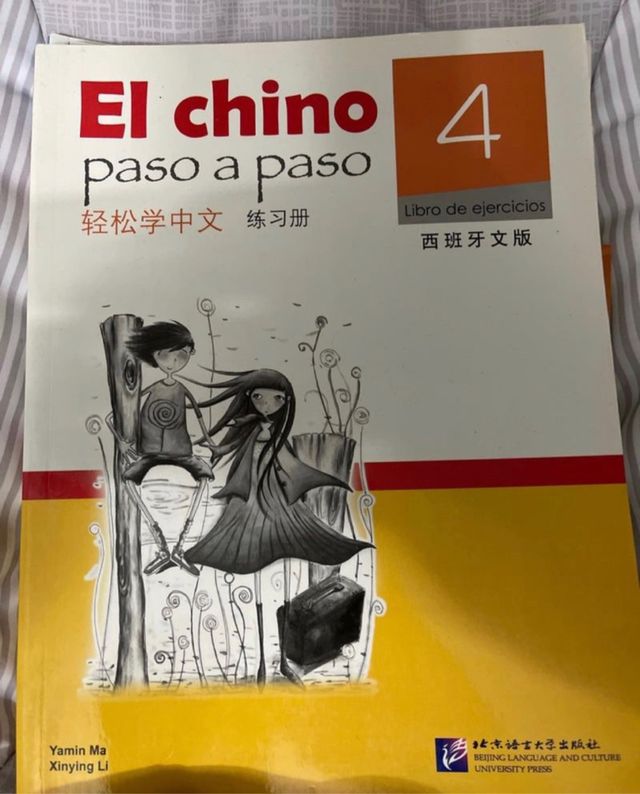 El chino
paso a paso
轻松学中文 练习册
4
Libro de ejercicios
西班牙文版
Yamin Ma
Xinying Li
语
北京语言大学出版社
BEIJING LANGUAGE AND CULTURE
UNIVERSITY PRESS